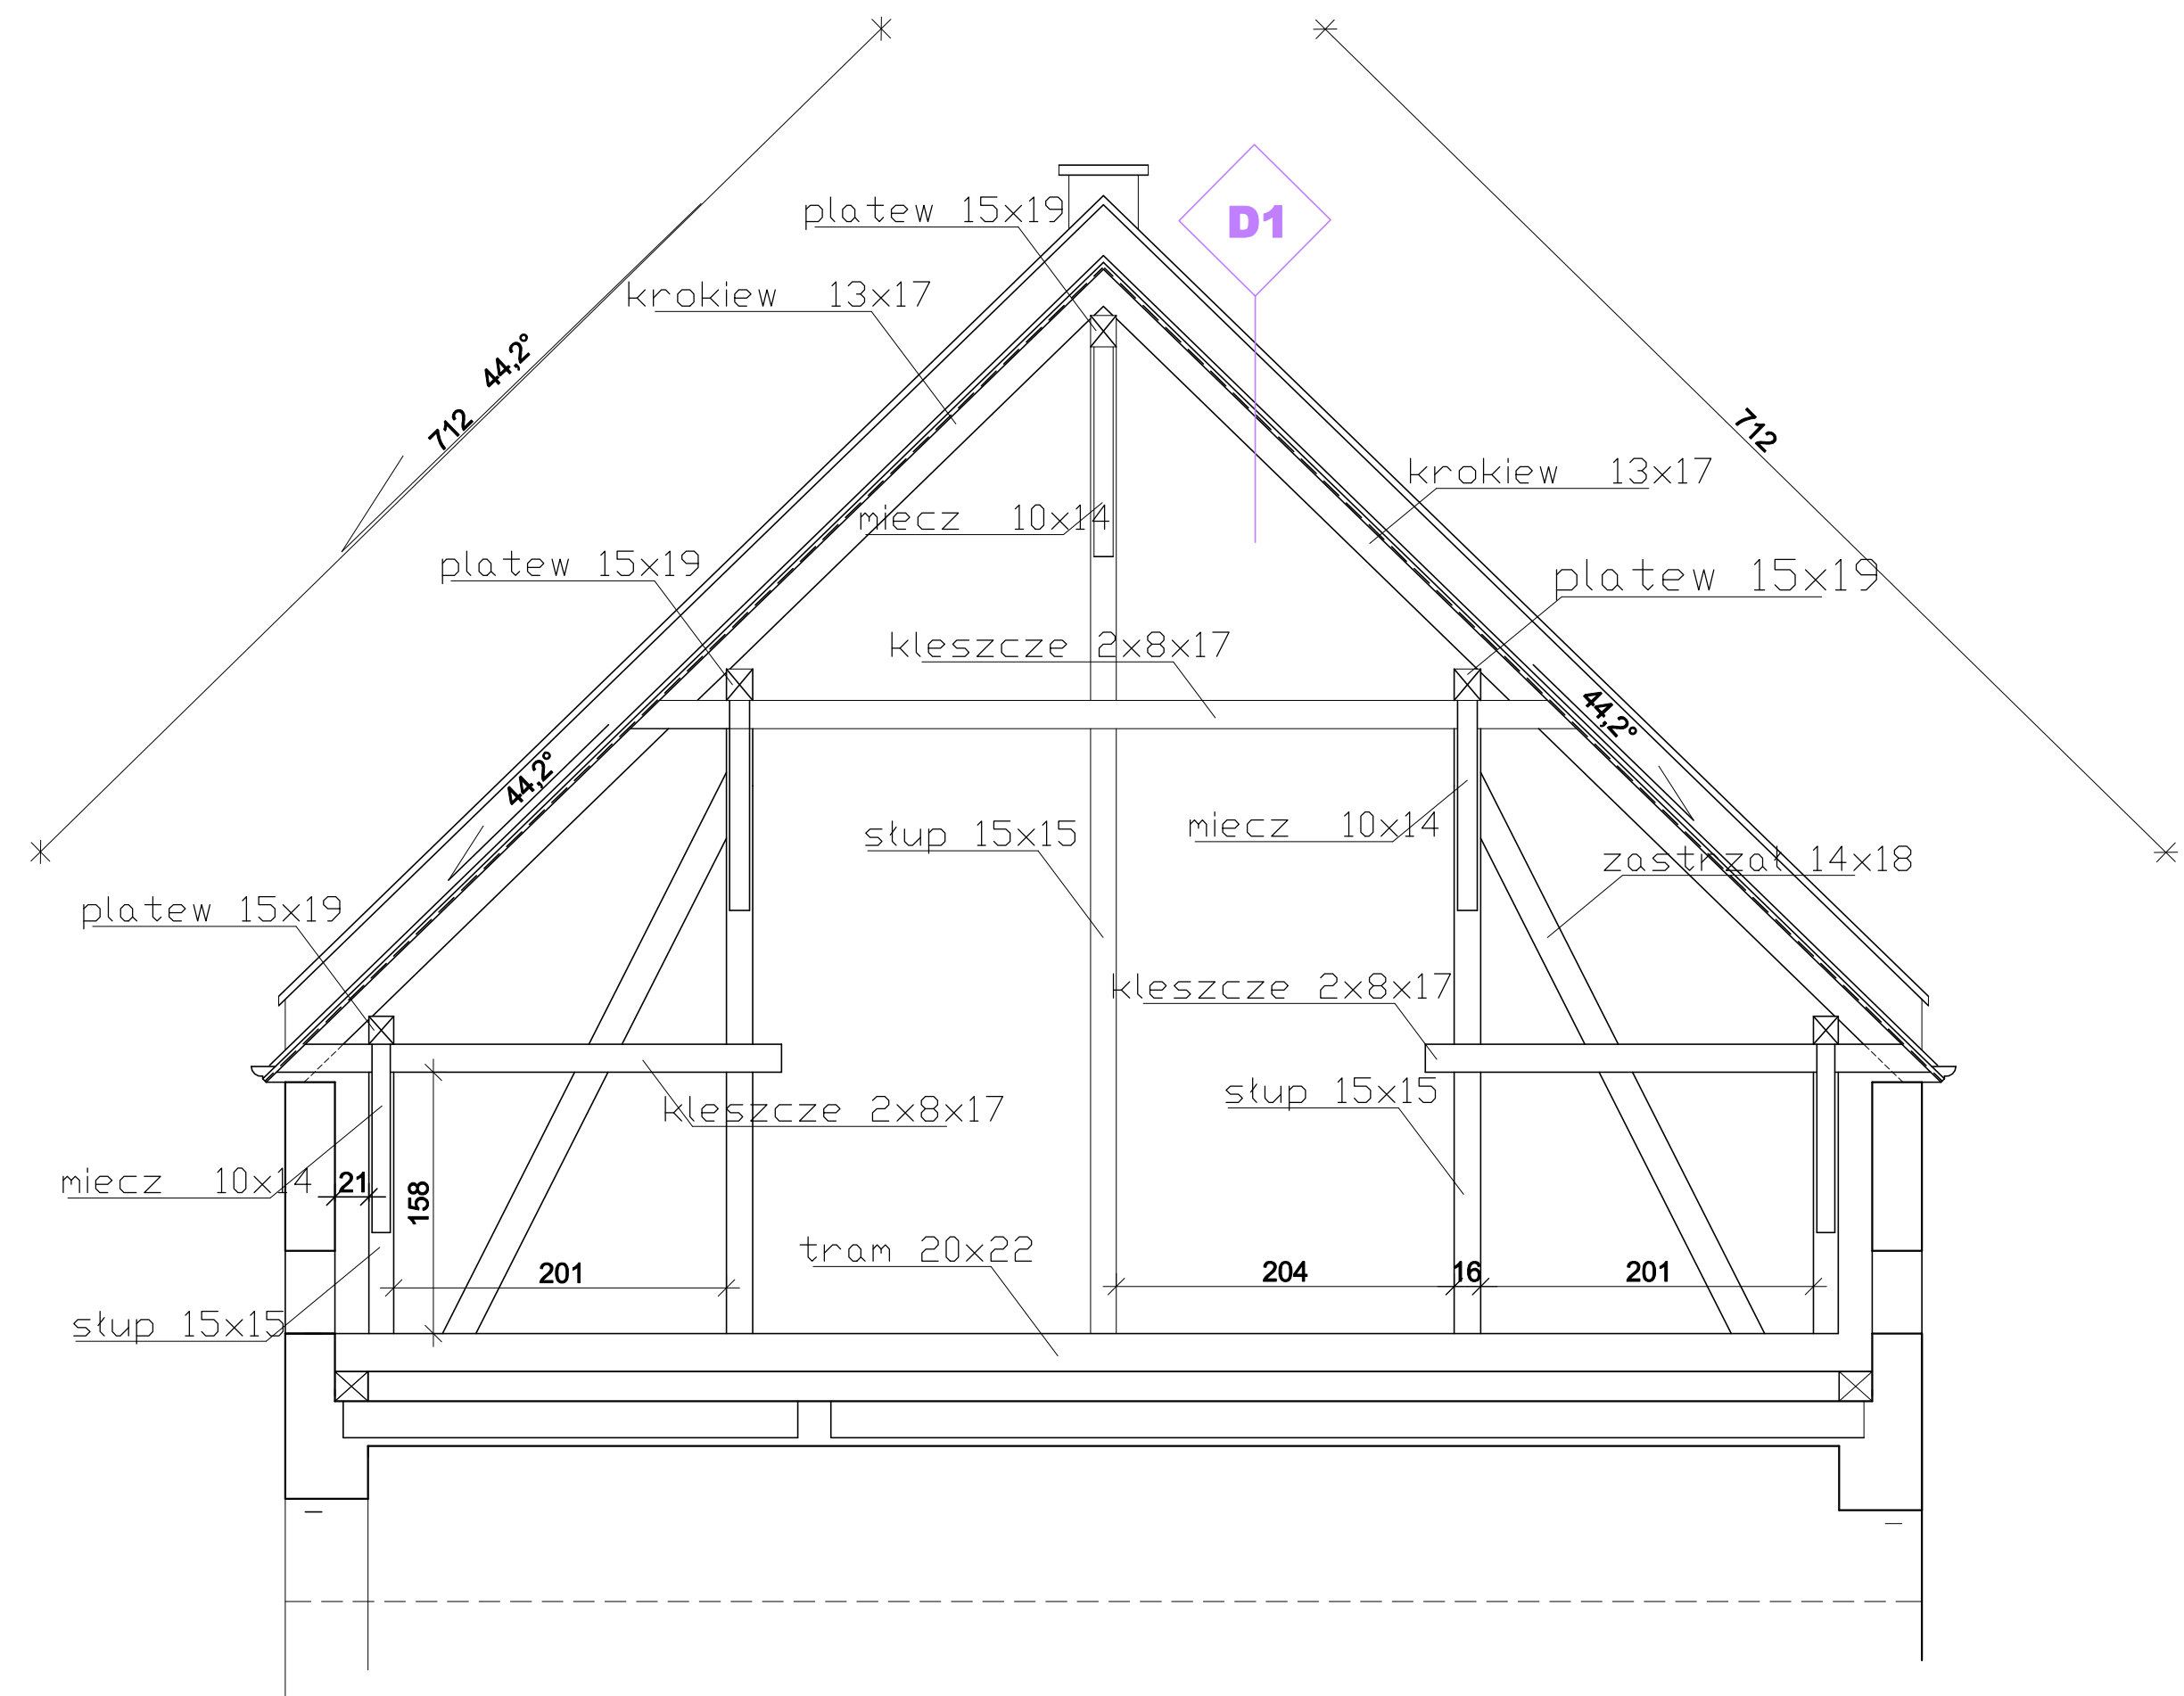 platew 15x19
D1
krokiew 13x17
44,2°
712
712
krokiew 13x17
miecz 10x14
platew 15x19
platew 15x19
kleszcze 2x8x17
44,2°
44,2°
słup 15x15
miecz 10x14
zastrzał 14x18
platew 15x19
kleszcze 2x8x17
kleszcze 2x8x17
słup 15x15
miecz 10x14
21
158
tram 20x22
201
204
16
201
słup 15x15